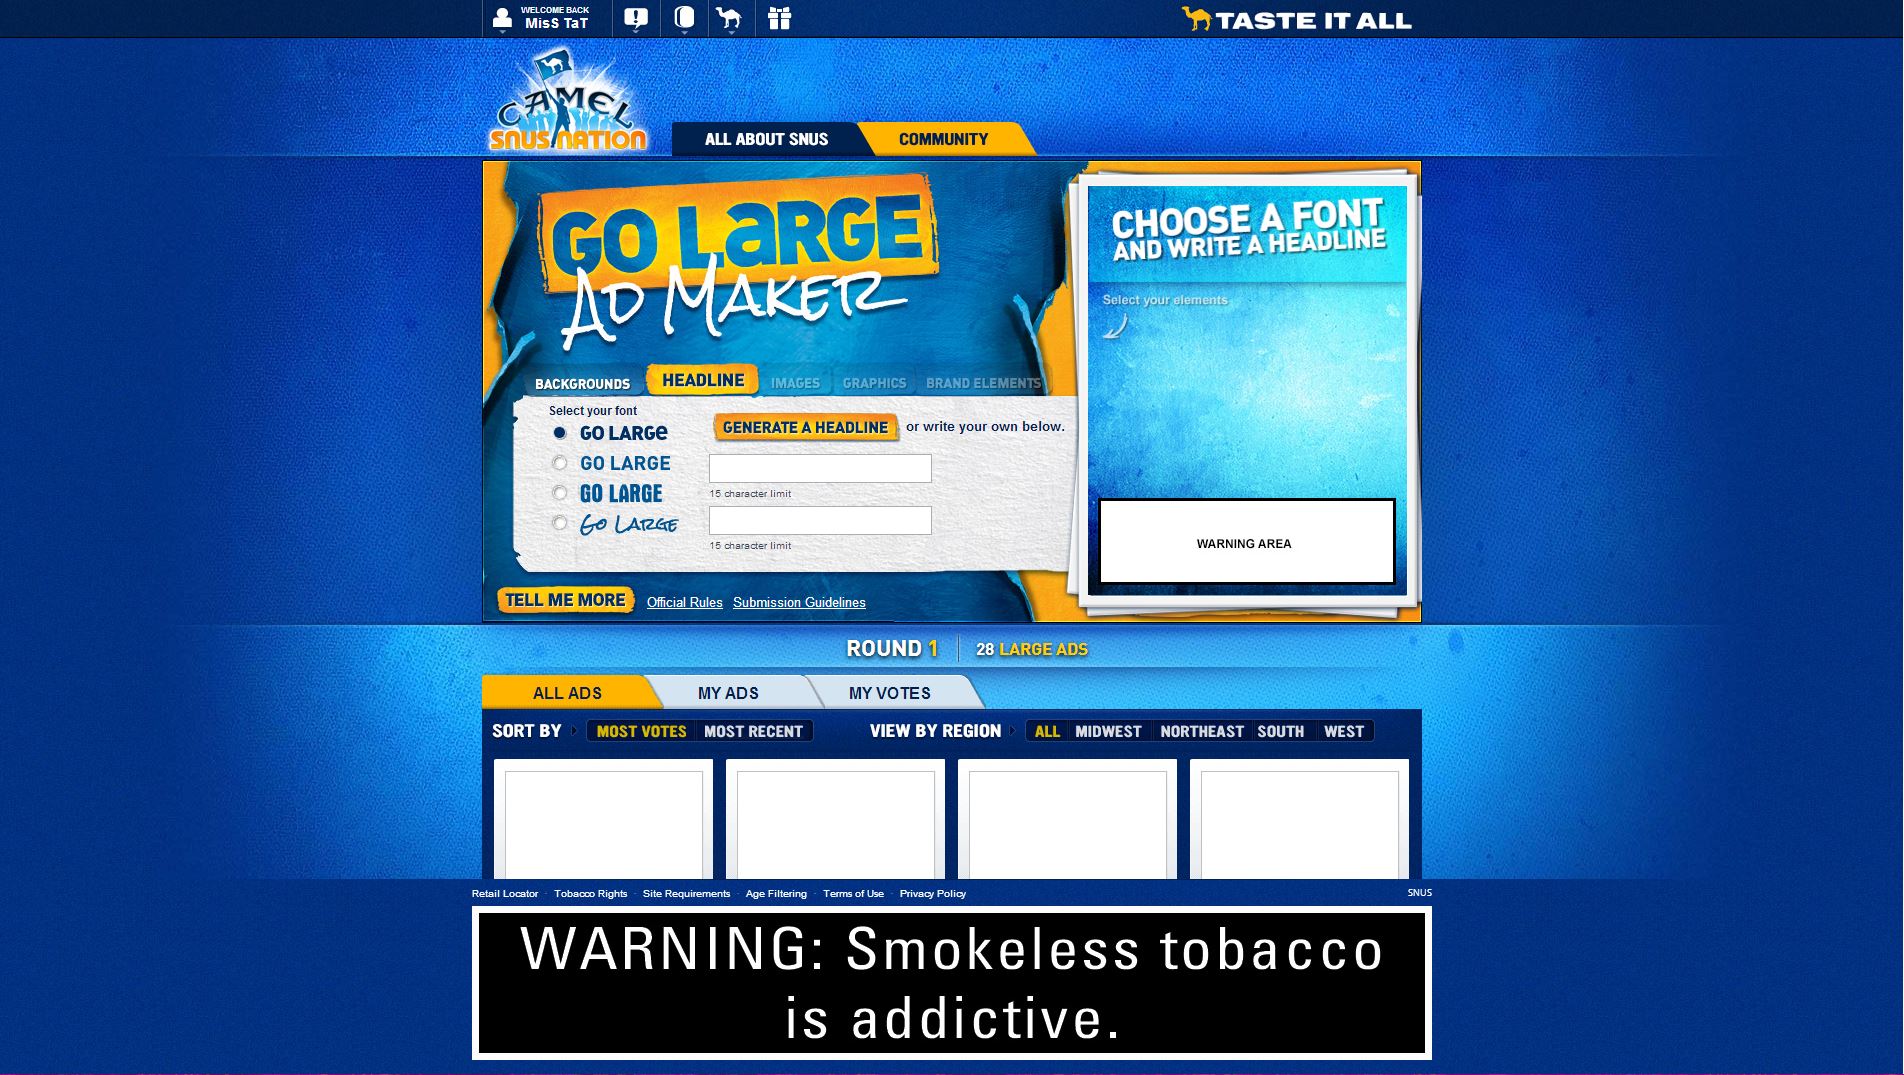 WELCOME BACK
MisS TaT
TASTE IT ALL
CAMEL
SNUS NATION
ALL ABOUT SNUS
COMMUNITY
GO LaRGE
AD MAKER
CHOOSE A FONT
AND WRITE A HEADLINE
Select your elements
BACKGROUNDS
HEADLINE
IMAGES
GRAPHICS
BRAND ELEMENTS
Select your font
GO LARGe
GO LARGE
GO LARGE
Go Large
GENERATE A HEADLINE or write your own below.
15 character limit
15 character limit
WARNING AREA
TELL ME MORE
Official Rules
Submission Guidelines
ROUND 1
28 LARGE ADS
ALL ADS
MY ADS
MY VOTES
SORT BY
MOST VOTES
MOST RECENT
VIEW BY REGION
ALL
MIDWEST
NORTHEAST
SOUTH
WEST
Retail Locator · Tobacco Rights · Site Requirements · Age Filtering · Terms of Use · Privacy Policy
SNUS
WARNING: Smokeless tobacco
is addictive.